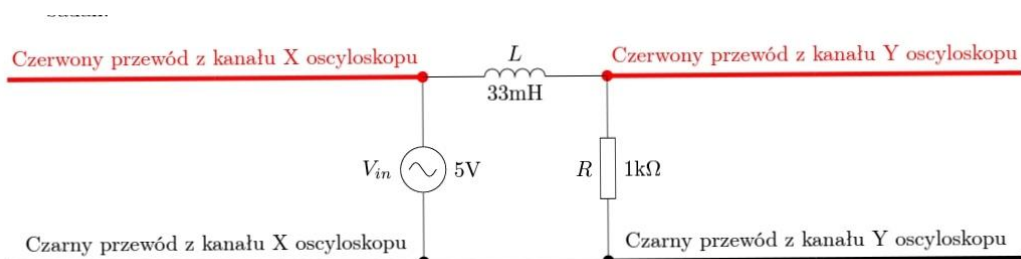 Czerwony przewód z kanału X oscyloskopu
L
Czerwony przewód z kanału Y oscyloskopu
33mH
V_in
5V
R
1kΩ
Czarny przewód z kanału X oscyloskopu
Czarny przewód z kanału Y oscyloskopu